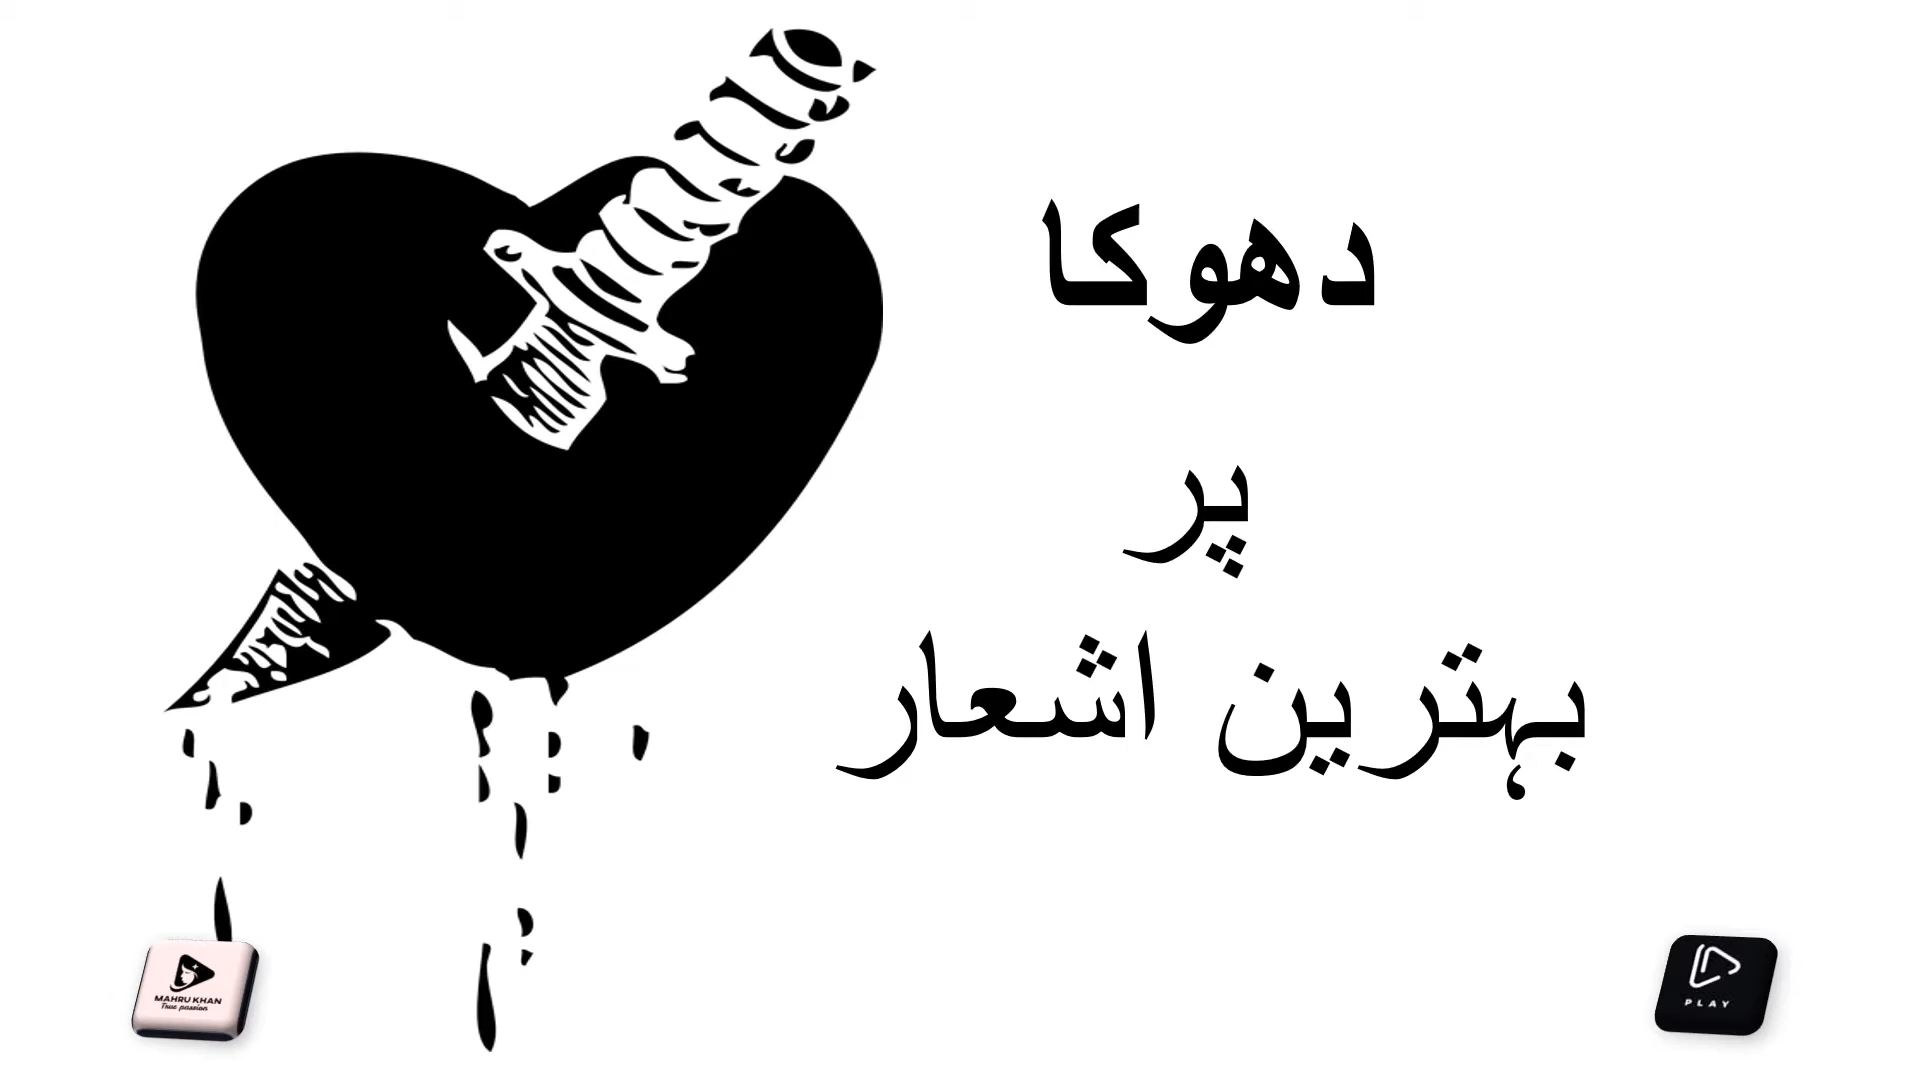 دھوکا
پر
بہترین اشعار
MAHRU KHAN
True passion
PLAY